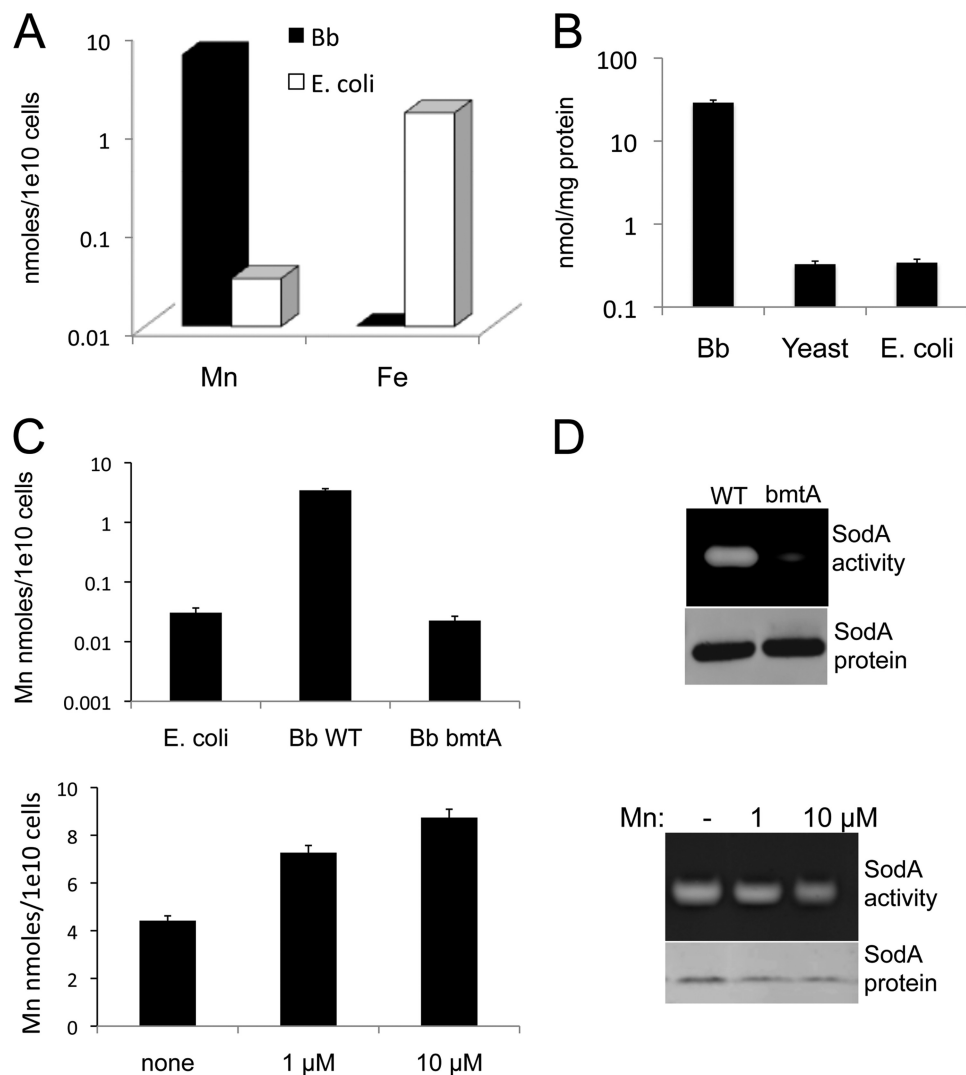 A
nmoles/1e10 cells
10
1
0.1
0.01
Bb
E. coli
Mn
Fe
B
nmol/mg protein
100
10
1
0.1
Bb
Yeast
E. coli
C
Mn nmoles/1e10 cells
10
1
0.1
0.01
0.001
E. coli
Bb WT
Bb bmtA
Mn nmoles/1e10 cells
10
8
6
4
2
0
none
1 µM
10 µM
D
WT bmtA
SodA
activity
SodA
protein
Mn: - 1 10 µM
SodA
activity
SodA
protein